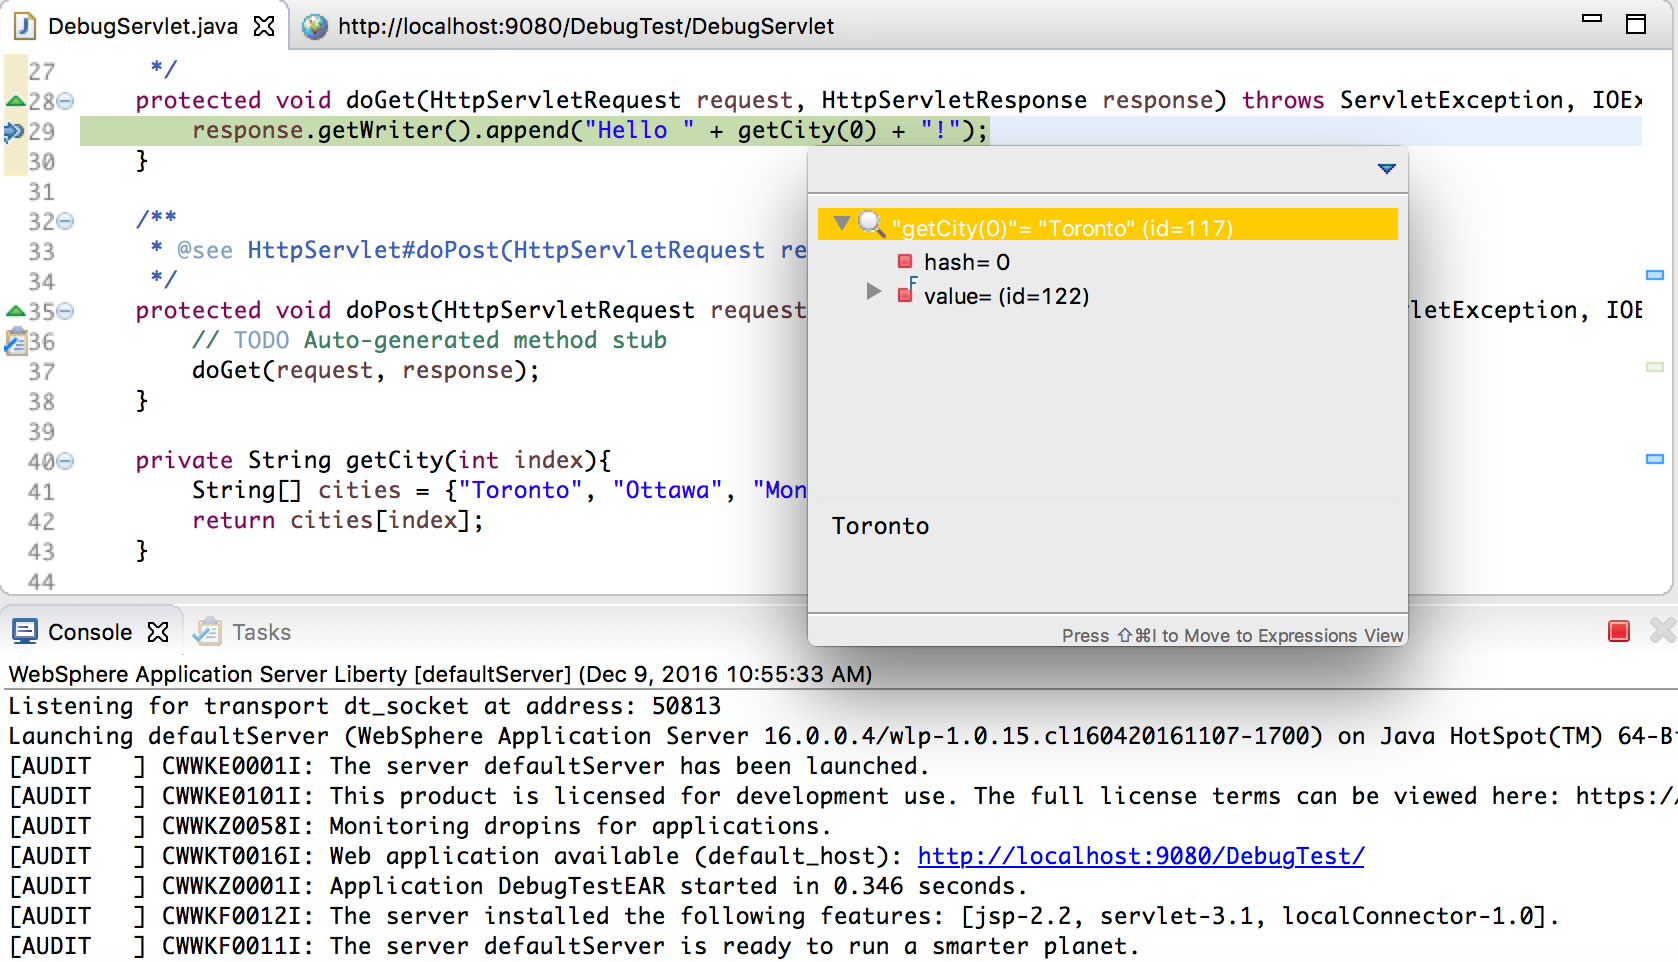 DebugServlet.java http://localhost:9080/DebugTest/DebugServlet
27 */
28 protected void doGet(HttpServletRequest request, HttpServletResponse response) throws ServletException, IOEx
29 response.getWriter().append("Hello " + getCity(0) + "!");
30 }
31
32 /**
33 * @see HttpServlet#doPost(HttpServletRequest re
34 */
35 protected void doPost(HttpServletRequest request rletException, IOE
36 // TODO Auto-generated method stub
37 doGet(request, response);
38 }
39
40 private String getCity(int index){
41 String[] cities = {"Toronto", "Ottawa", "Mon
42 return cities[index];
43 }
44
"getCity(0)"= "Toronto" (id=117)
hash= 0
F
value= (id=122)
Toronto
Press ⇧⌘I to Move to Expressions View
Console Tasks
WebSphere Application Server Liberty [defaultServer] (Dec 9, 2016 10:55:33 AM)
Listening for transport dt_socket at address: 50813
Launching defaultServer (WebSphere Application Server 16.0.0.4/wlp-1.0.15.cl160420161107-1700) on Java HotSpot(TM) 64-Bi
[AUDIT   ] CWWKE0001I: The server defaultServer has been launched.
[AUDIT   ] CWWKE0101I: This product is licensed for development use. The full license terms can be viewed here: https:/
[AUDIT   ] CWWKZ0058I: Monitoring dropins for applications.
[AUDIT   ] CWWKT0016I: Web application available (default_host): http://localhost:9080/DebugTest/
[AUDIT   ] CWWKZ0001I: Application DebugTestEAR started in 0.346 seconds.
[AUDIT   ] CWWKF0012I: The server installed the following features: [jsp-2.2, servlet-3.1, localConnector-1.0].
[AUDIT   ] CWWKF0011I: The server defaultServer is ready to run a smarter planet.